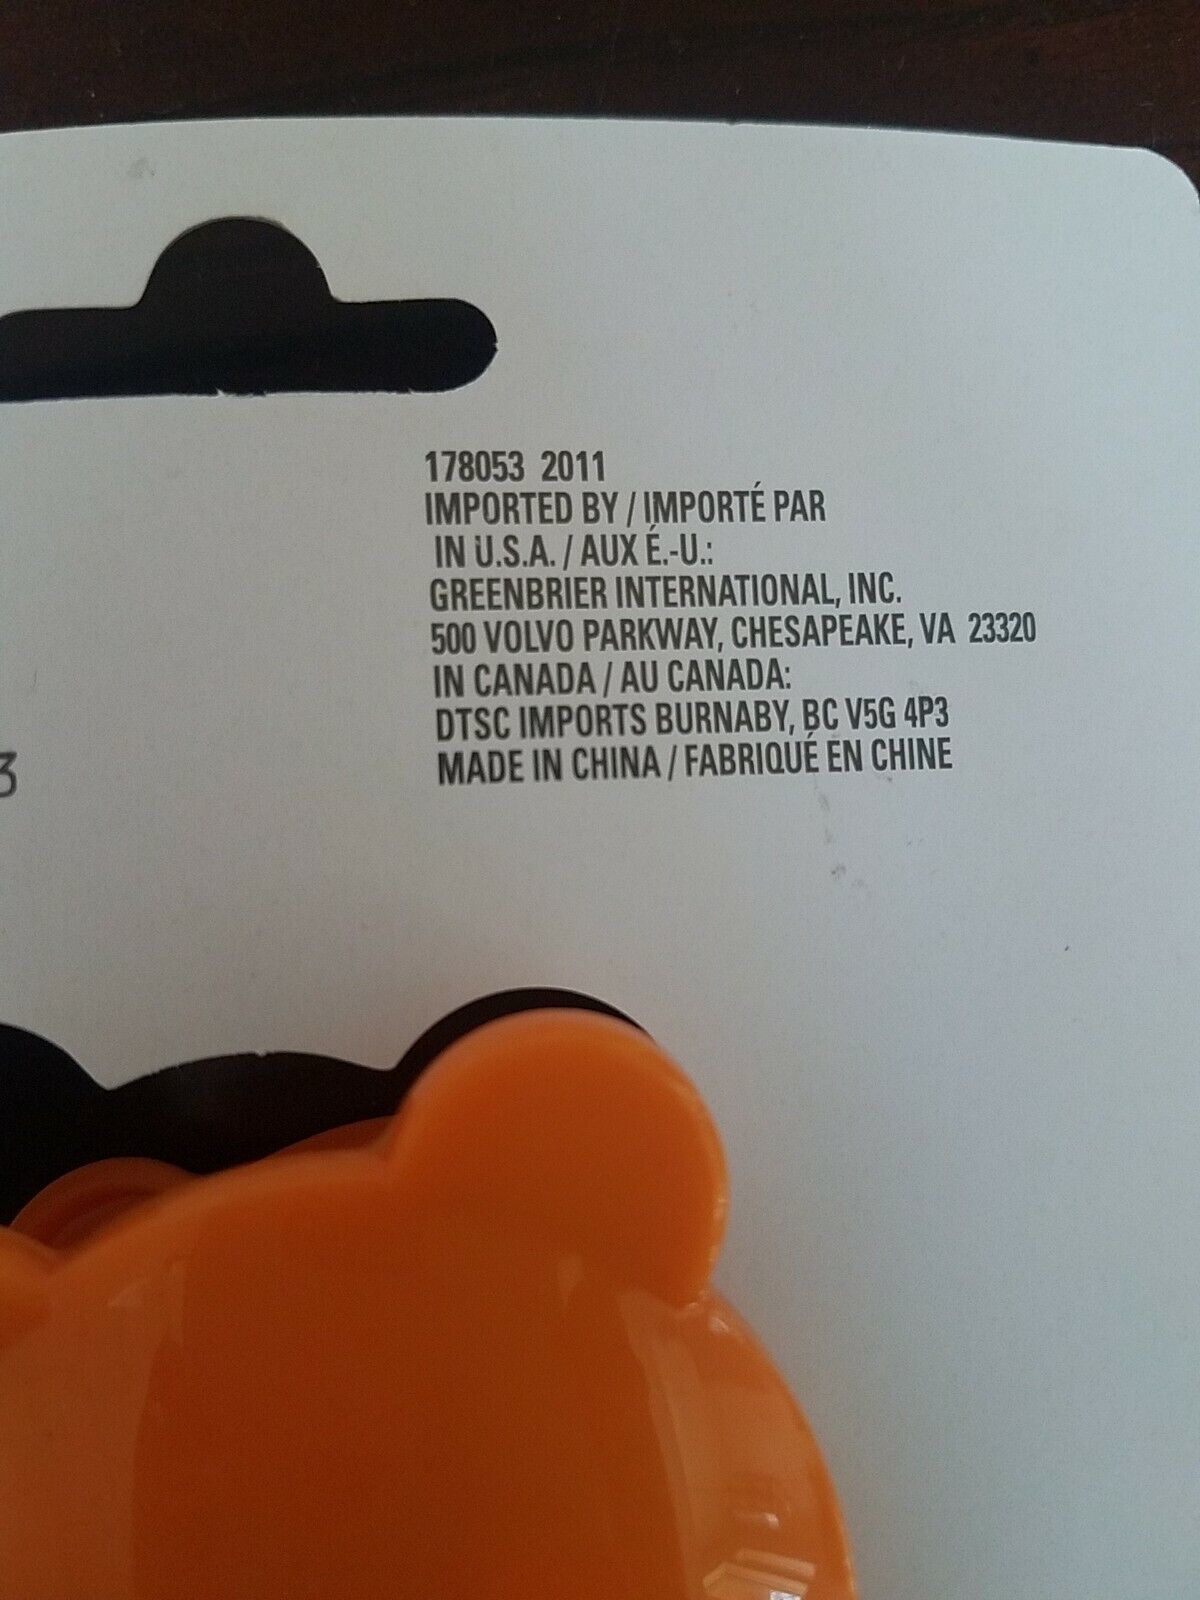 178053 2011
IMPORTED BY / IMPORTÉ PAR
IN U.S.A. / AUX É.-U.:
GREENBRIER INTERNATIONAL, INC.
500 VOLVO PARKWAY, CHESAPEAKE, VA 23320
IN CANADA / AU CANADA:
DTSC IMPORTS BURNABY, BC V5G 4P3
MADE IN CHINA / FABRIQUÉ EN CHINE
3